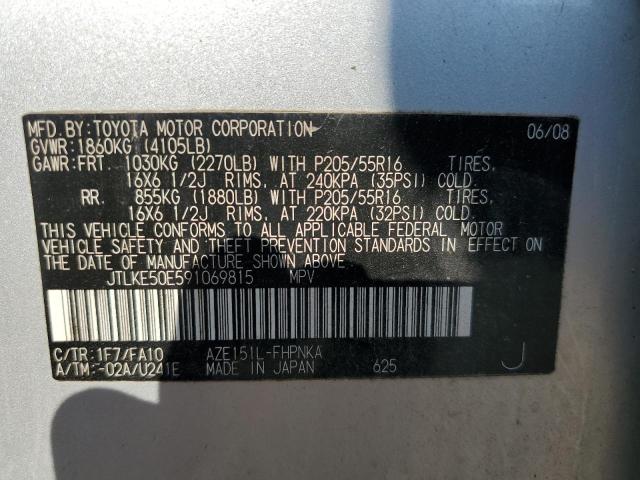 MFD.BY:TOYOTA MOTOR CORPORATION 06/08
GVWR:1860KG (4105LB)
GAWR:FRT 1030KG (2270LB) WITH P205/55R16 TIRES,
16X6 1/2J RIMS, AT 240KPA (35PSI) COLD.
RR. 855KG (1880LB) WITH P205/55R16 TIRES,
16X6 1/2J RIMS, AT 220KPA (32PSI) COLD.
THIS VEHICLE CONFORMS TO ALL APPLICABLE FEDERAL MOTOR
VEHICLE SAFETY AND THEFT PREVENTION STANDARDS IN EFFECT ON
THE DATE OF MANUFACTURE SHOWN ABOVE.
JTLKE50E591069815 MPV
C/TR:1F7/FA10 AZE151L-FHPNKA
A/TM:-02A/U241E MADE IN JAPAN 625 J